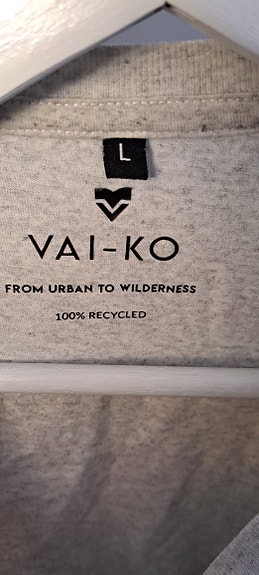 L
VAI-KO
FROM URBAN TO WILDERNESS
100% RECYCLED